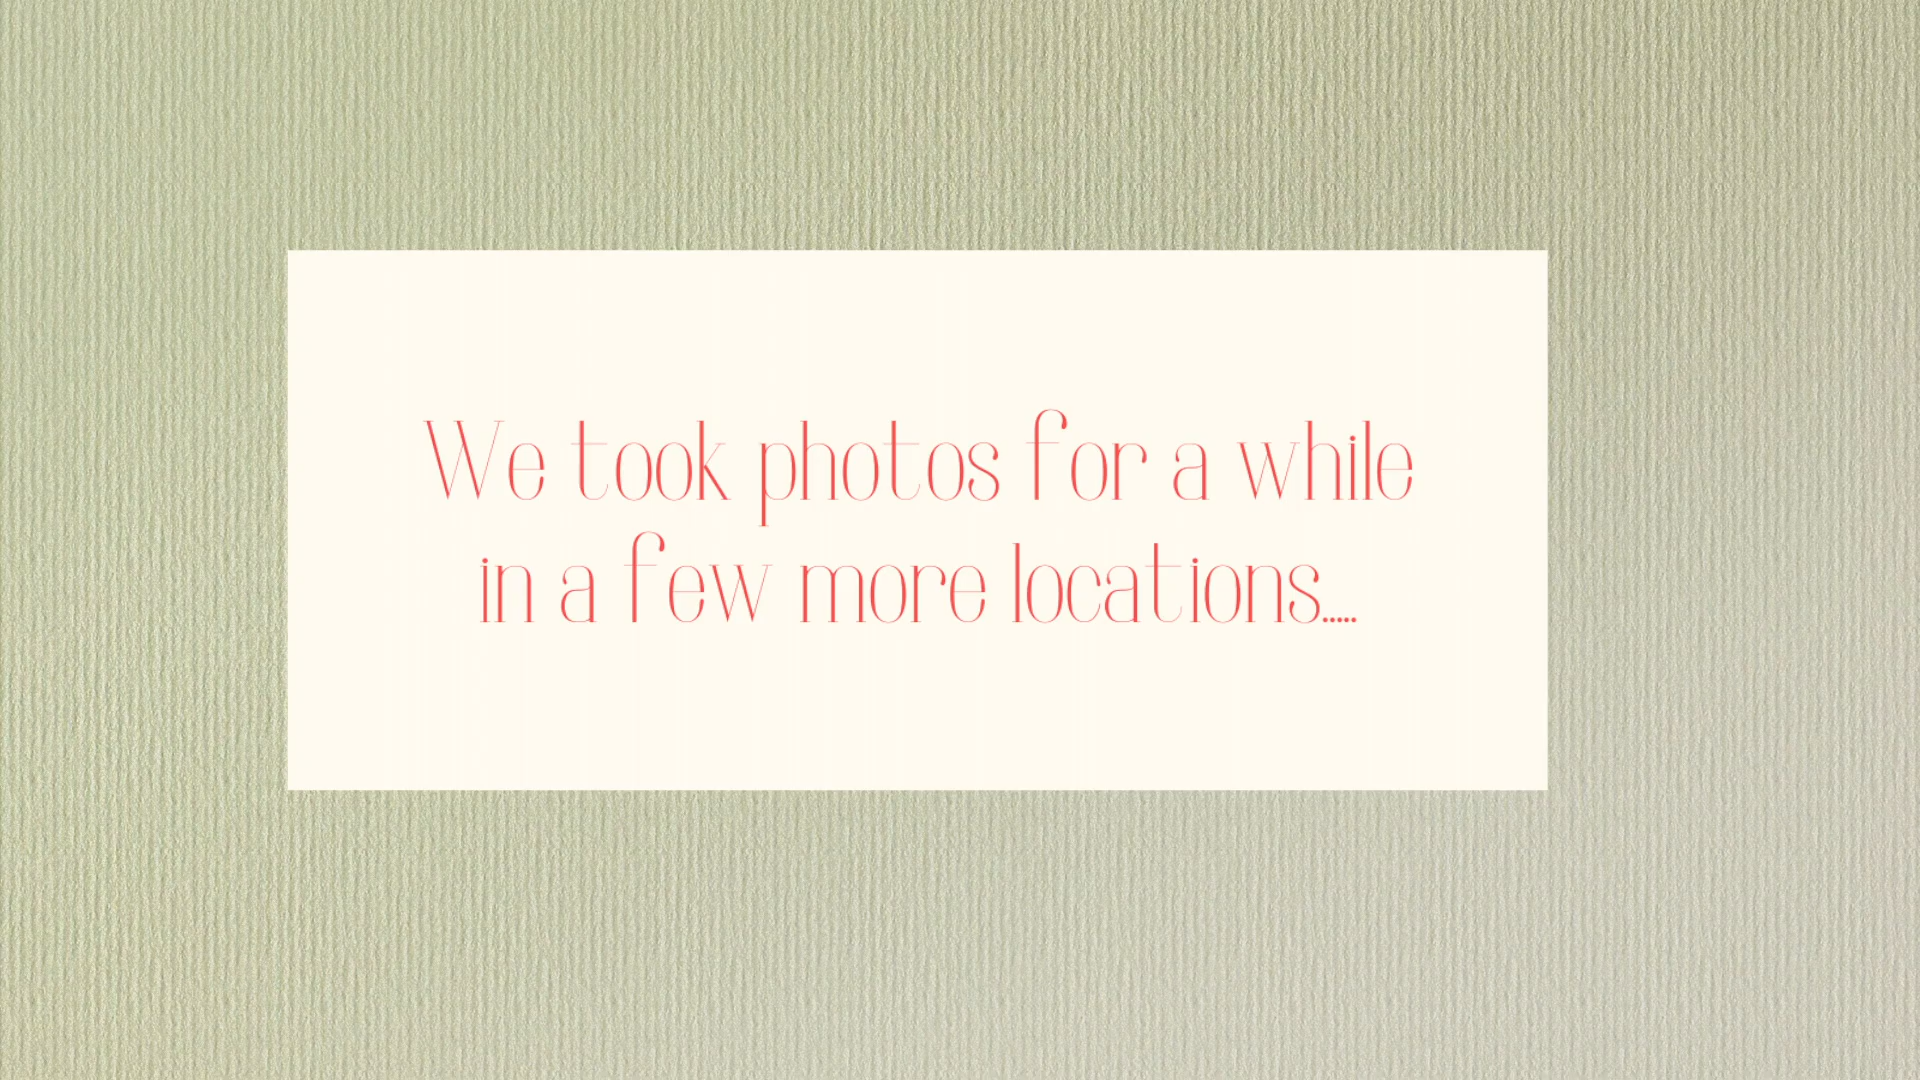 We took photos for a while
in a few more locations.....